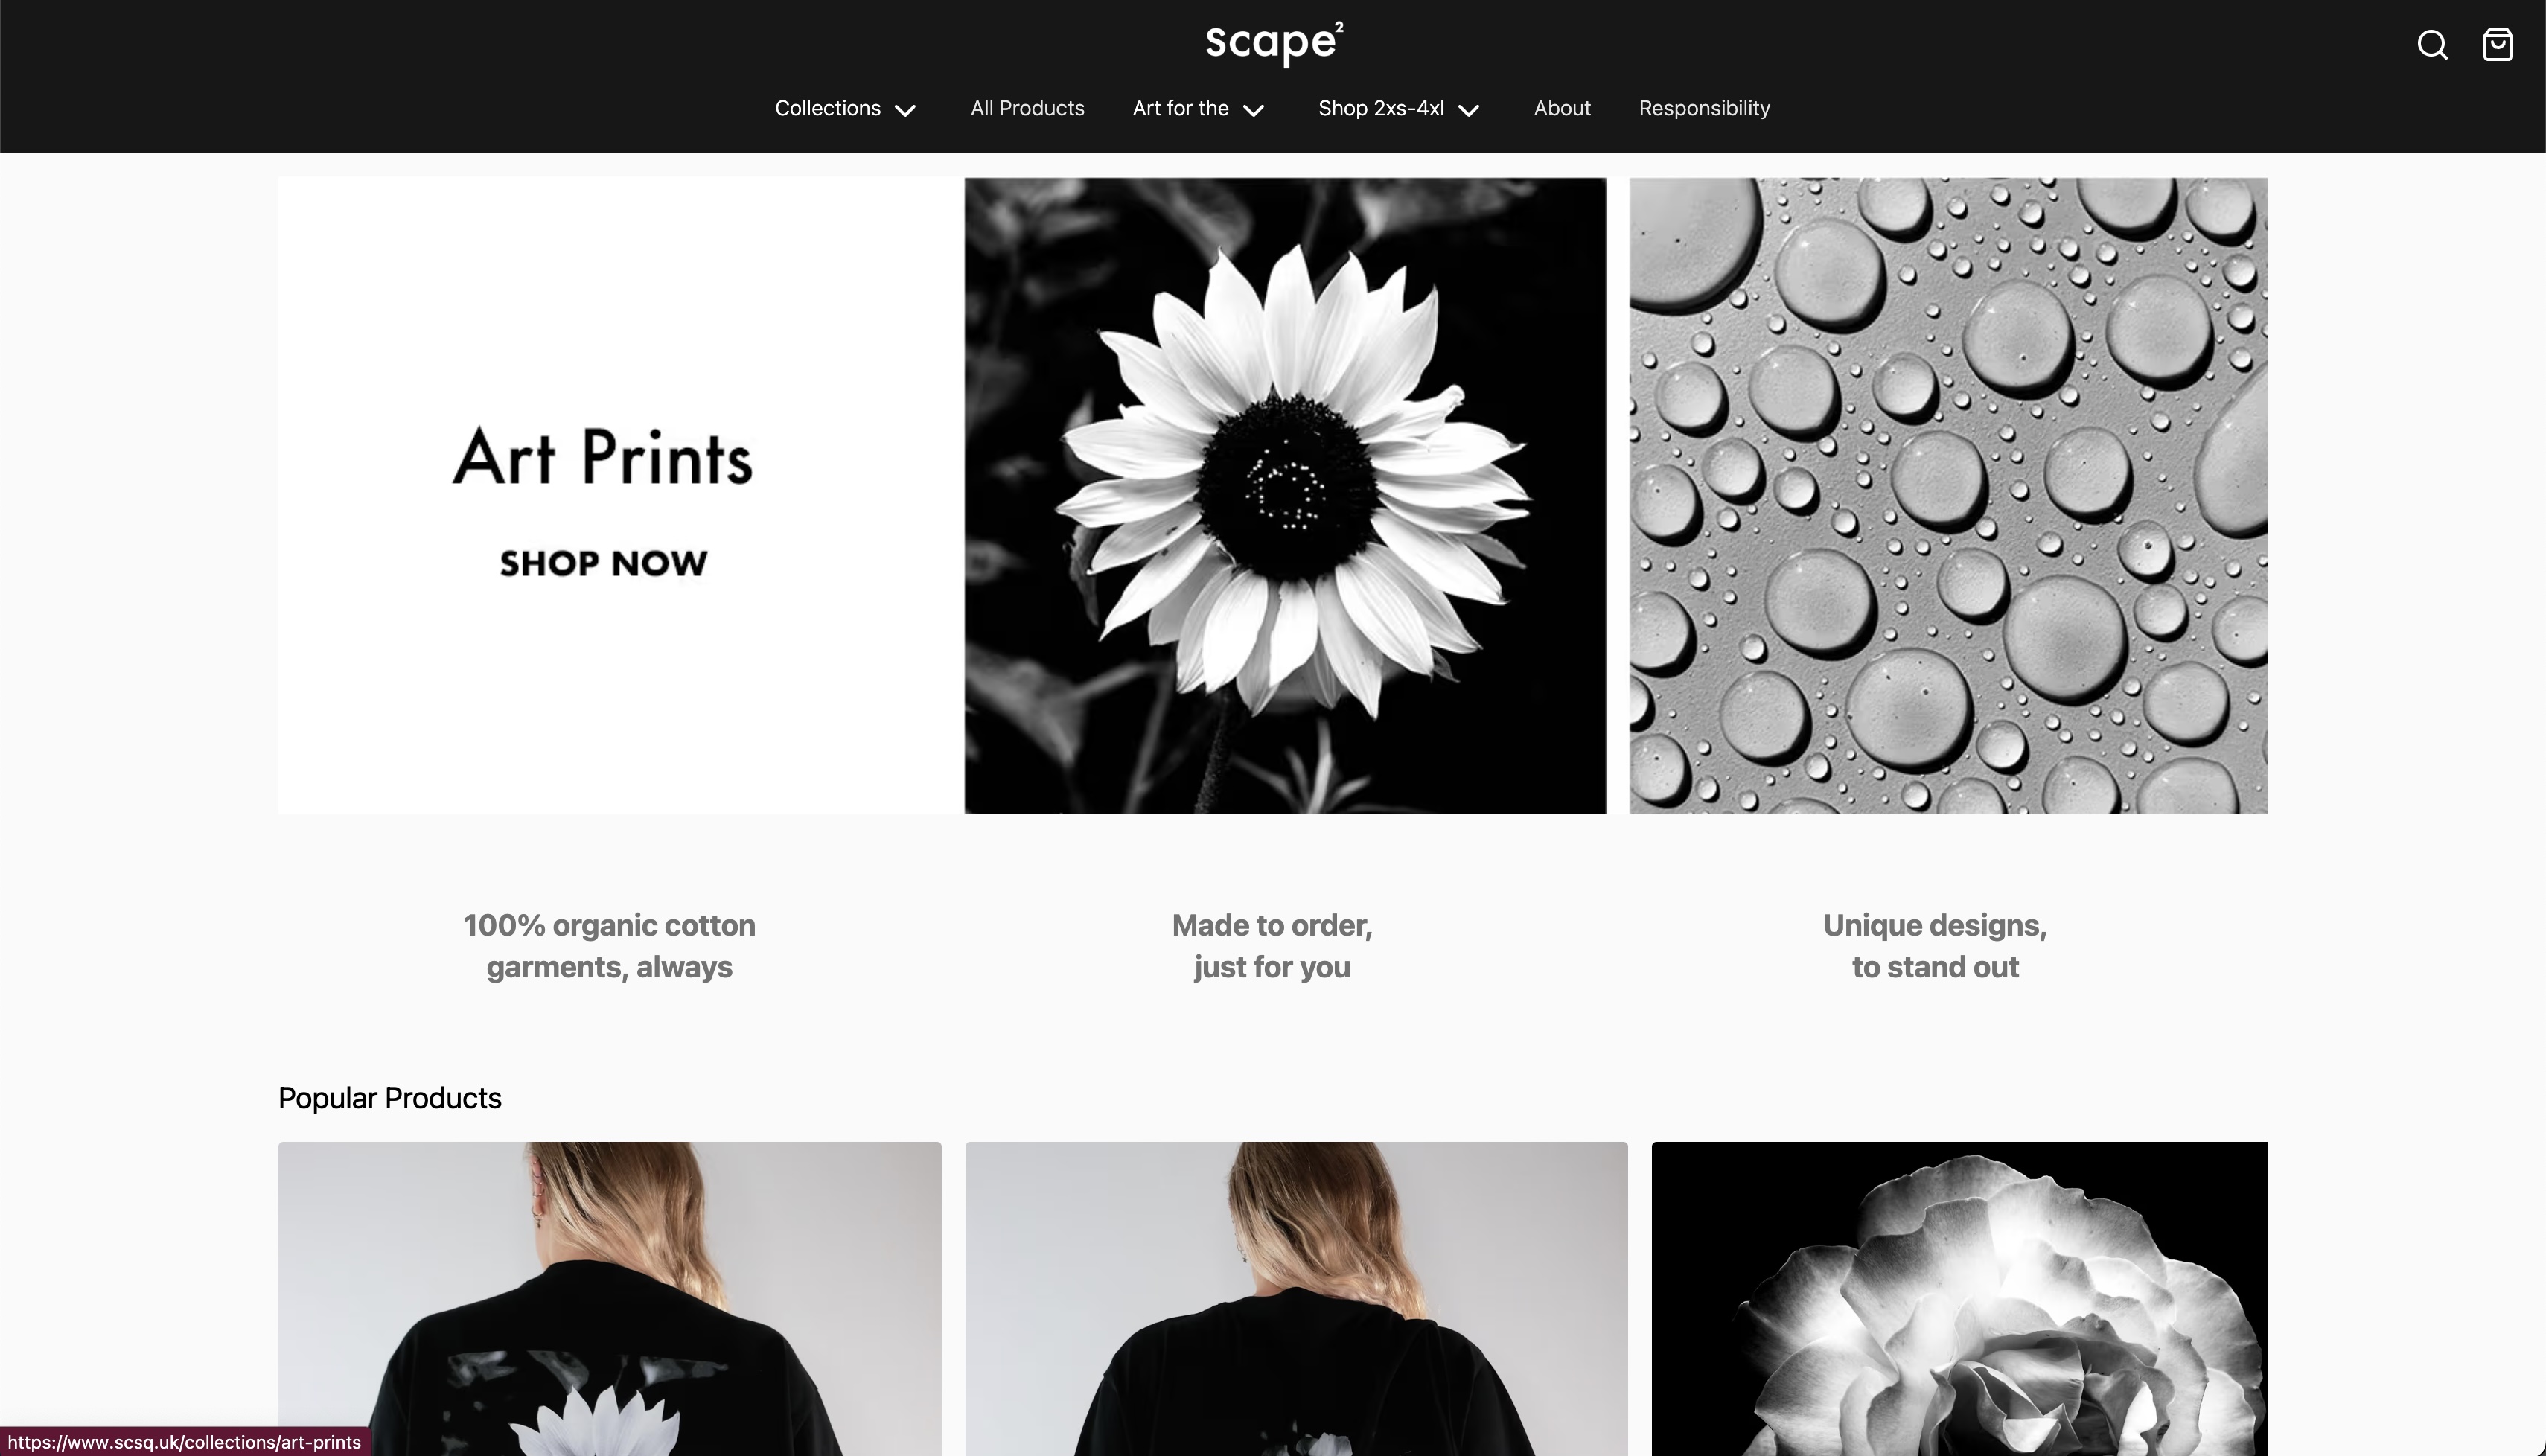 Scape²
Collections
All Products
Art for the
Shop 2xs-4xl
About
Responsibility
Art Prints
SHOP NOW
100% organic cotton
garments, always
Made to order,
just for you
Unique designs,
to stand out
Popular Products
https://www.scsq.uk/collections/art-prints